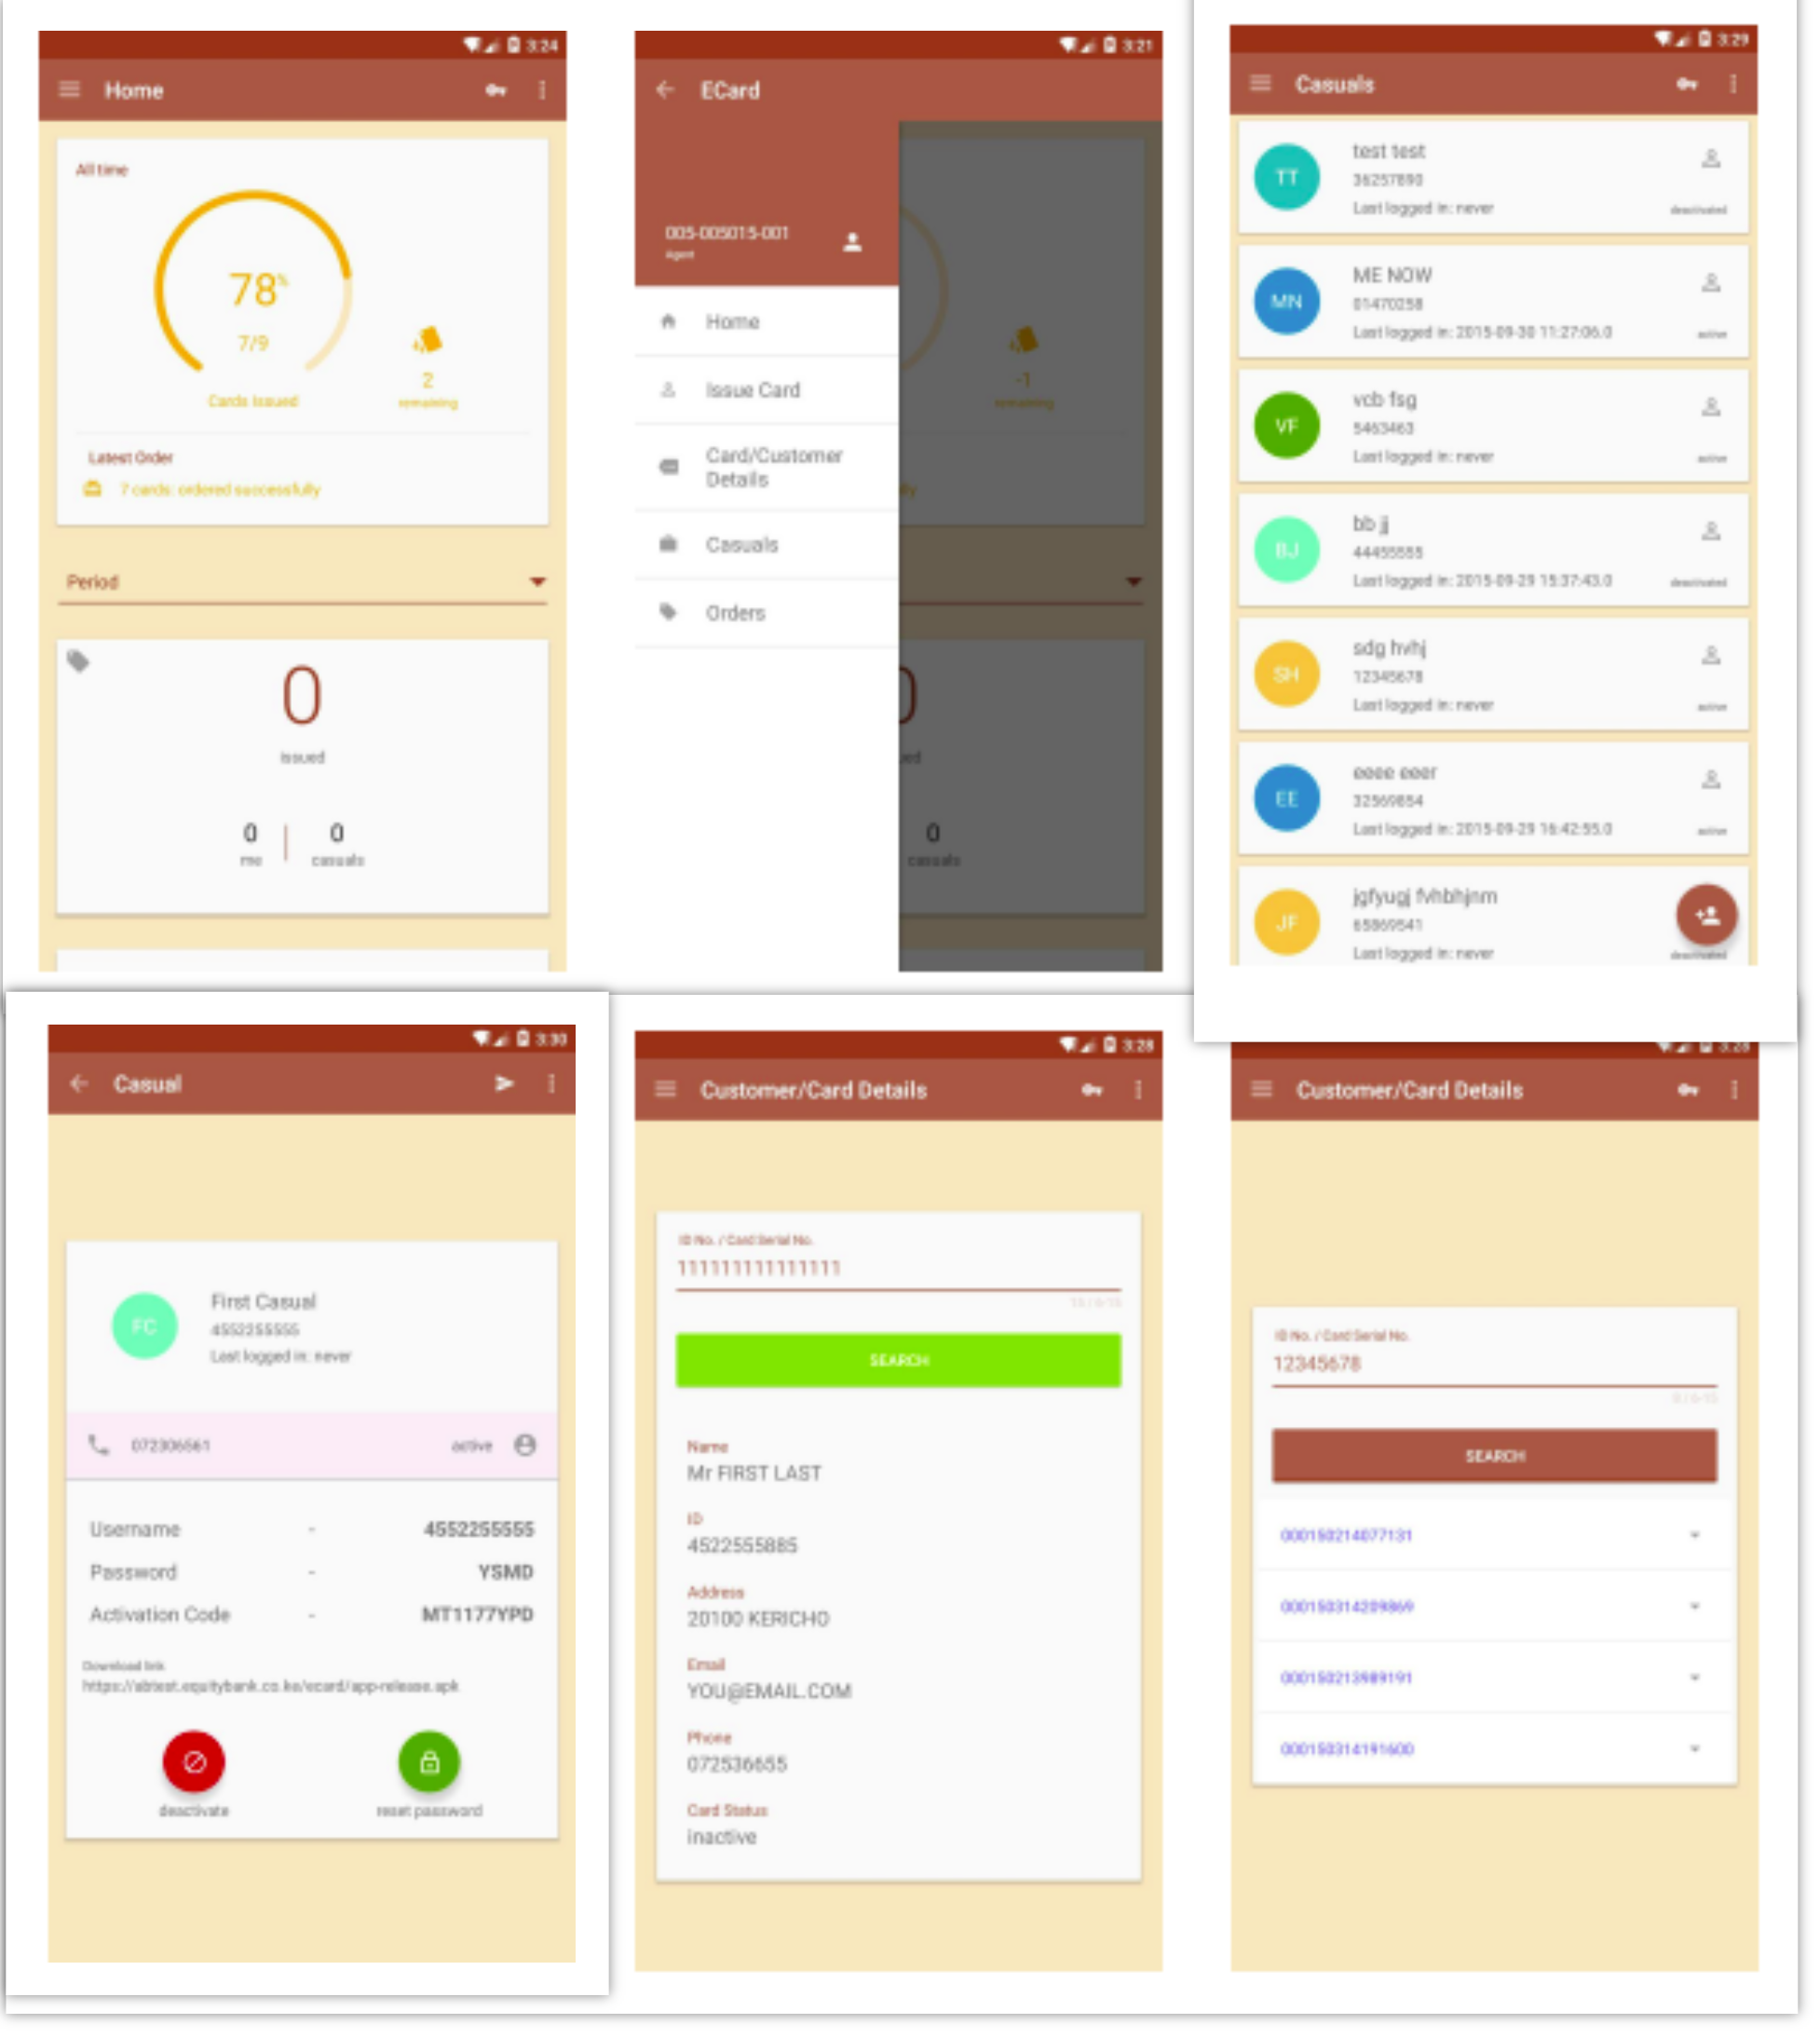 3:24
Home
All time
78%
7/9
Cards Issued
2
remaining
Latest Order
7 cards: ordered successfully
Period
0
issued
0
0
me
casuals
3:21
ECard
005-005015-001
Agent
Home
Issue Card
Card/Customer
Details
Casuals
Orders
-1
remaining
0
casuals
3:29
Casuals
TT
test test
36257890
Last logged in: never
deactivated
MN
ME NOW
01470258
Last logged in: 2015-09-30 11:27:06.0
active
VF
vcb fsg
5463463
Last logged in: never
active
BJ
bb jj
44455555
Last logged in: 2015-09-29 15:37:43.0
deactivated
SH
sdg hvhj
12345678
Last logged in: never
active
EE
eeee eeer
32569854
Last logged in: 2015-09-29 16:42:55.0
active
JF
jgfyugj fvhbhjnm
65869541
Last logged in: never
deactivated
3:30
Casual
FC
First Casual
4552255555
Last logged in: never
072306561
active
Username - 4552255555
Password - YSMD
Activation Code - MT1177YPD
Download link
https://abtest.equitybank.co.ke/ecard/app-release.apk
deactivate
reset password
3:28
Customer/Card Details
ID No. / Card Serial No.
111111111111111
SEARCH
Name
Mr FIRST LAST
ID
4522555885
Address
20100 KERICHO
Email
YOU@EMAIL.COM
Phone
072536655
Card Status
inactive
3:28
Customer/Card Details
ID No. / Card Serial No.
12345678
SEARCH
000150214077131
000150314209869
000150213989191
000150314191600